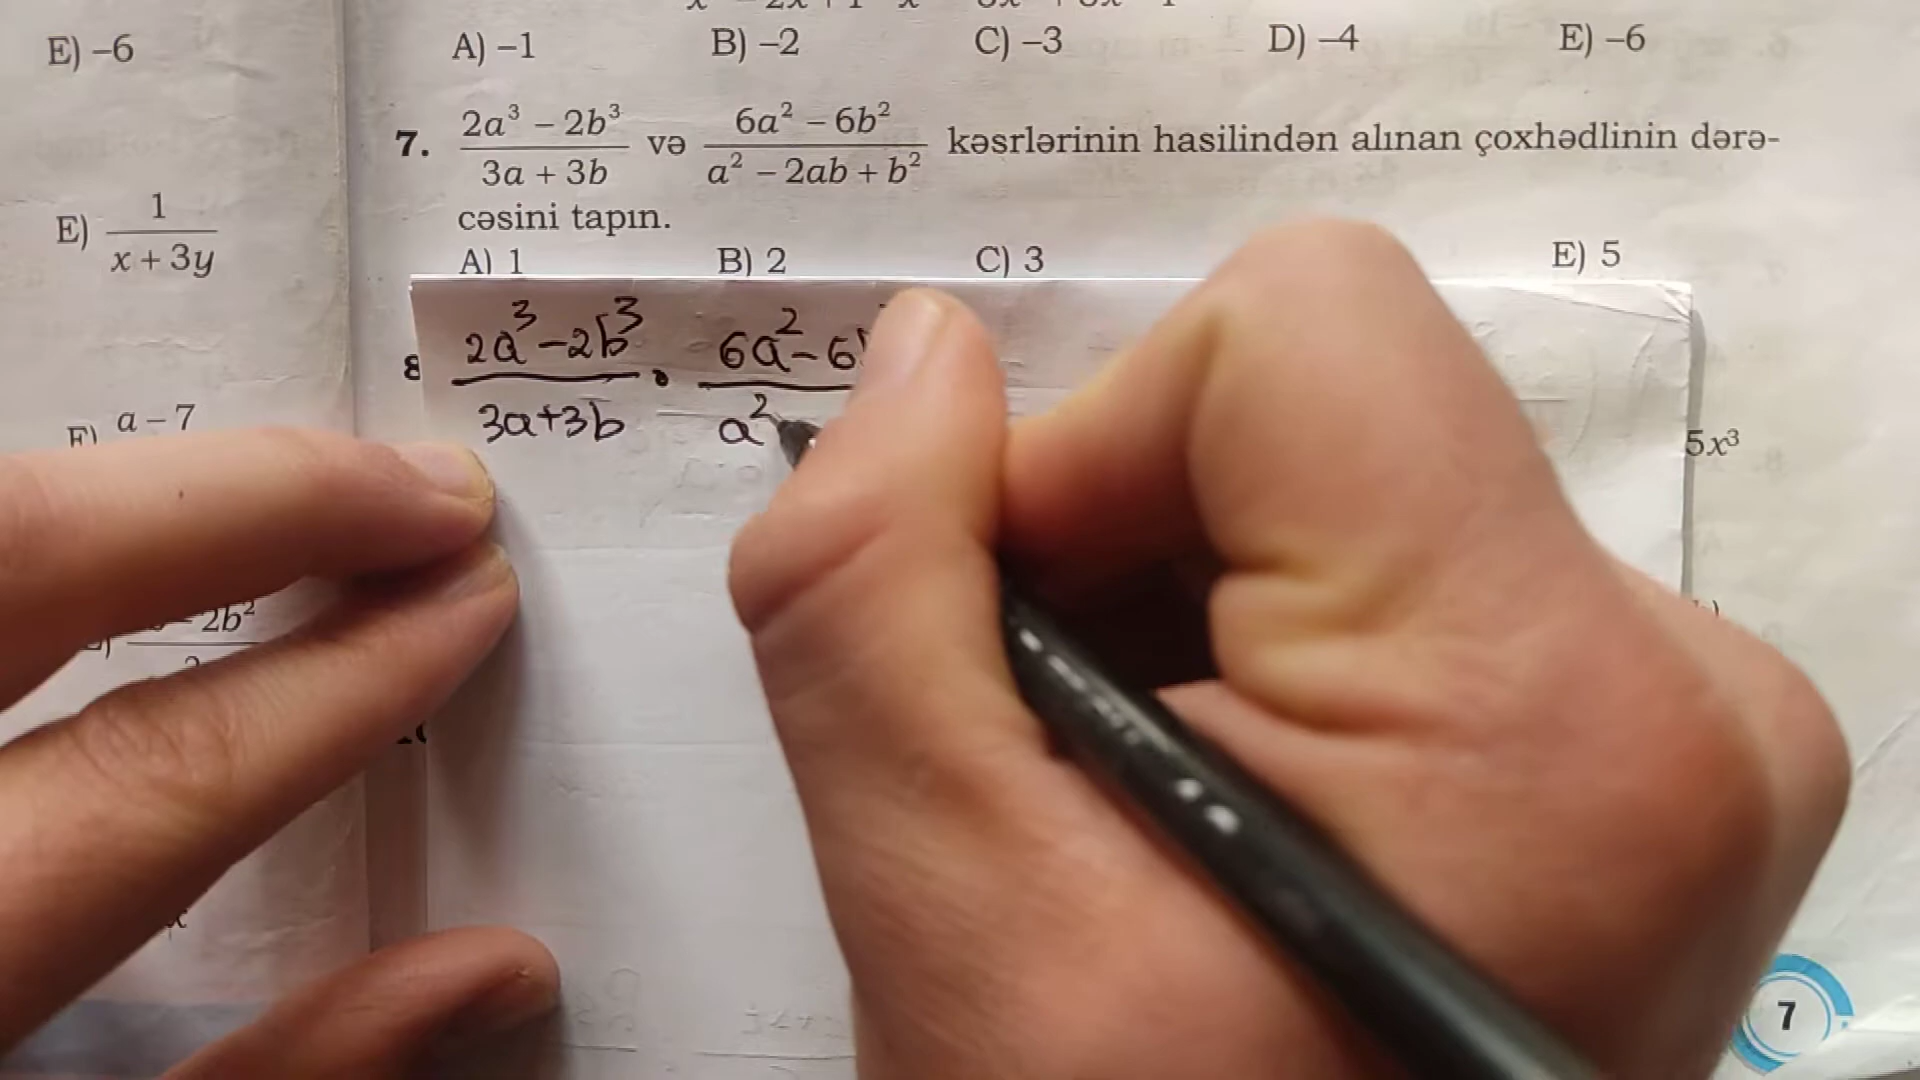 E) –6
A) –1 B) –2 C) –3 D) –4 E) –6
7. (2a³ – 2b³)/(3a + 3b) və (6a² – 6b²)/(a² – 2ab + b²) kəsrlərinin hasilindən alınan çoxhədlinin dərə-
cəsini tapın.
A) 1 B) 2 C) 3 E) 5
E) 1/(x + 3y)
(2a³-2b³)/(3a+3b) · (6a²-6)/(a²)
8
a – 7
5x³
2b²
7